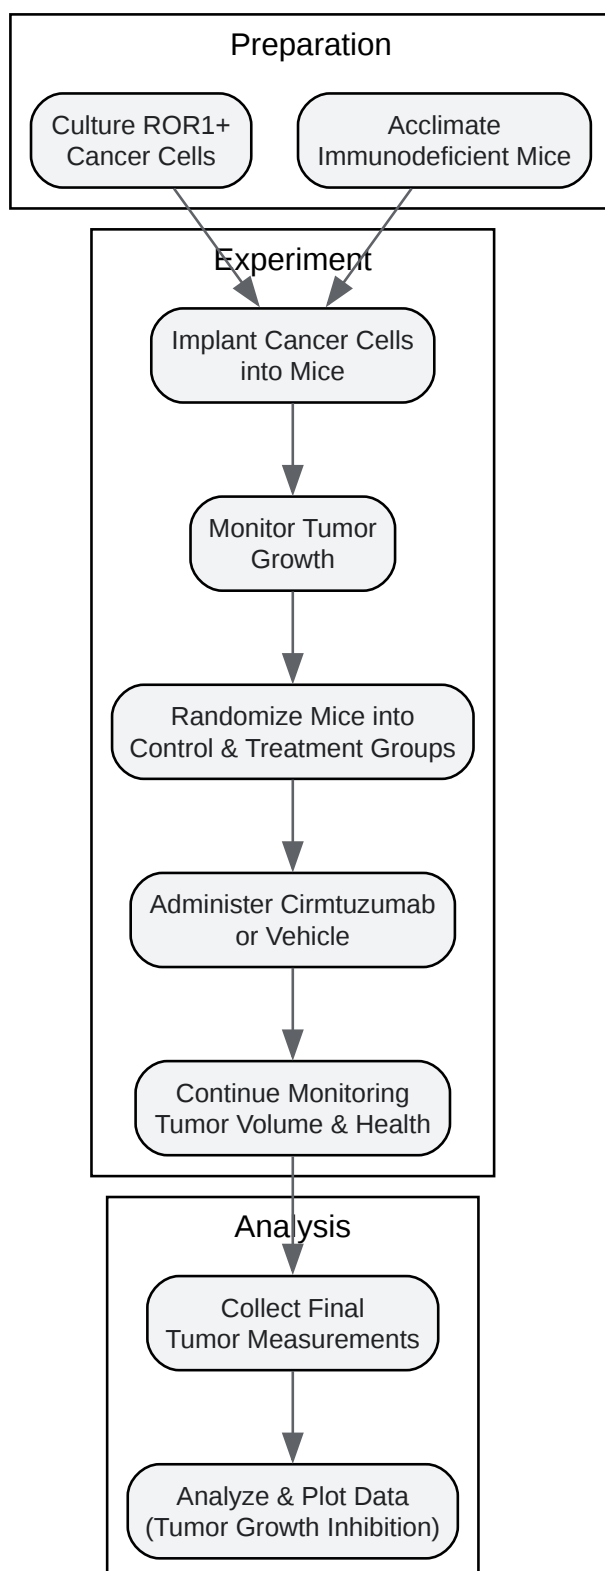 Preparation
Culture ROR1+
Cancer Cells
Acclimate
Immunodeficient Mice
Experiment
Implant Cancer Cells
into Mice
Monitor Tumor
Growth
Randomize Mice into
Control & Treatment Groups
Administer Cirmtuzumab
or Vehicle
Continue Monitoring
Tumor Volume & Health
Analysis
Collect Final
Tumor Measurements
Analyze & Plot Data
(Tumor Growth Inhibition)